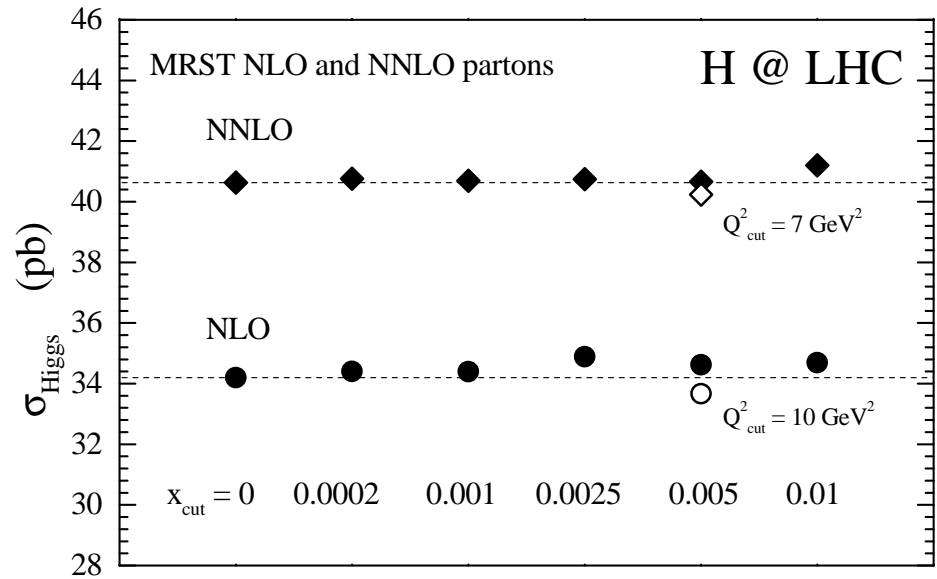 46
MRST NLO and NNLO partons
H @ LHC
44
NNLO
42
40
Q²cut = 7 GeV²
38
σHiggs (pb)
36
NLO
34
Q²cut = 10 GeV²
32
xcut = 0 0.0002 0.001 0.0025 0.005 0.01
30
28